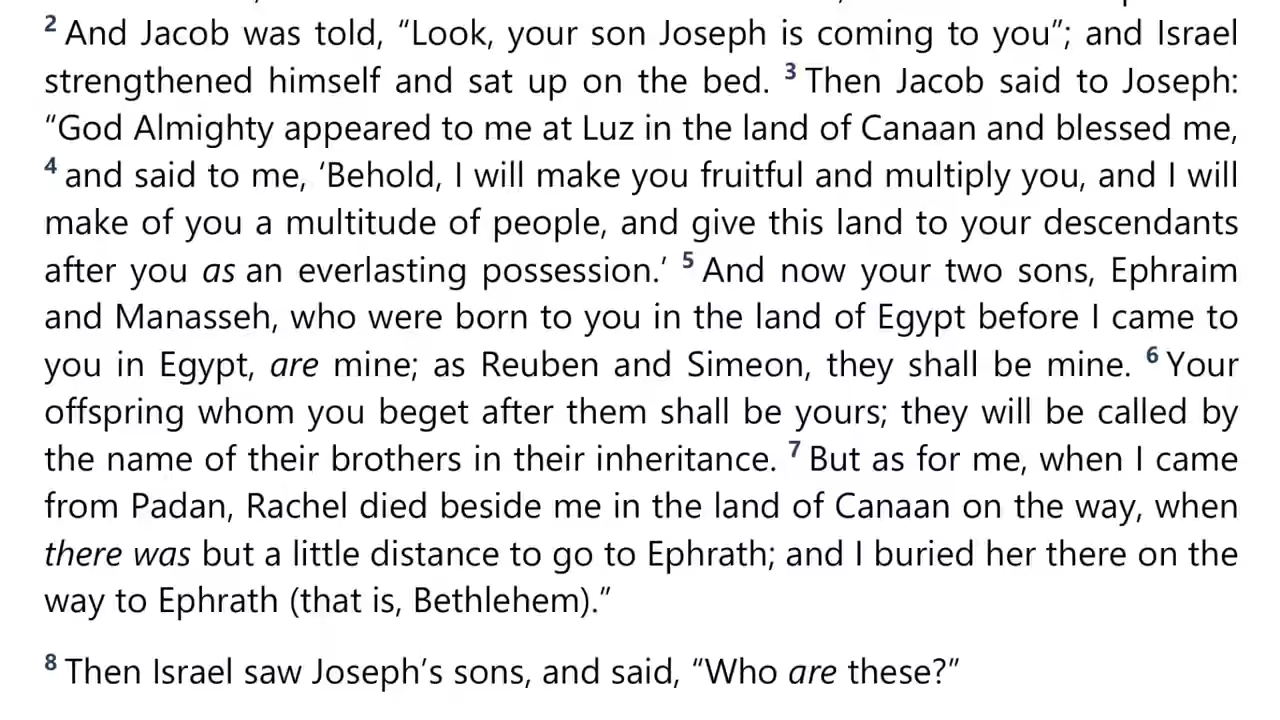 2 And Jacob was told, “Look, your son Joseph is coming to you”; and Israel
strengthened himself and sat up on the bed. 3 Then Jacob said to Joseph:
“God Almighty appeared to me at Luz in the land of Canaan and blessed me,
4 and said to me, ‘Behold, I will make you fruitful and multiply you, and I will
make of you a multitude of people, and give this land to your descendants
after you as an everlasting possession.’ 5 And now your two sons, Ephraim
and Manasseh, who were born to you in the land of Egypt before I came to
you in Egypt, are mine; as Reuben and Simeon, they shall be mine. 6 Your
offspring whom you beget after them shall be yours; they will be called by
the name of their brothers in their inheritance. 7 But as for me, when I came
from Padan, Rachel died beside me in the land of Canaan on the way, when
there was but a little distance to go to Ephrath; and I buried her there on the
way to Ephrath (that is, Bethlehem).”
8 Then Israel saw Joseph’s sons, and said, “Who are these?”